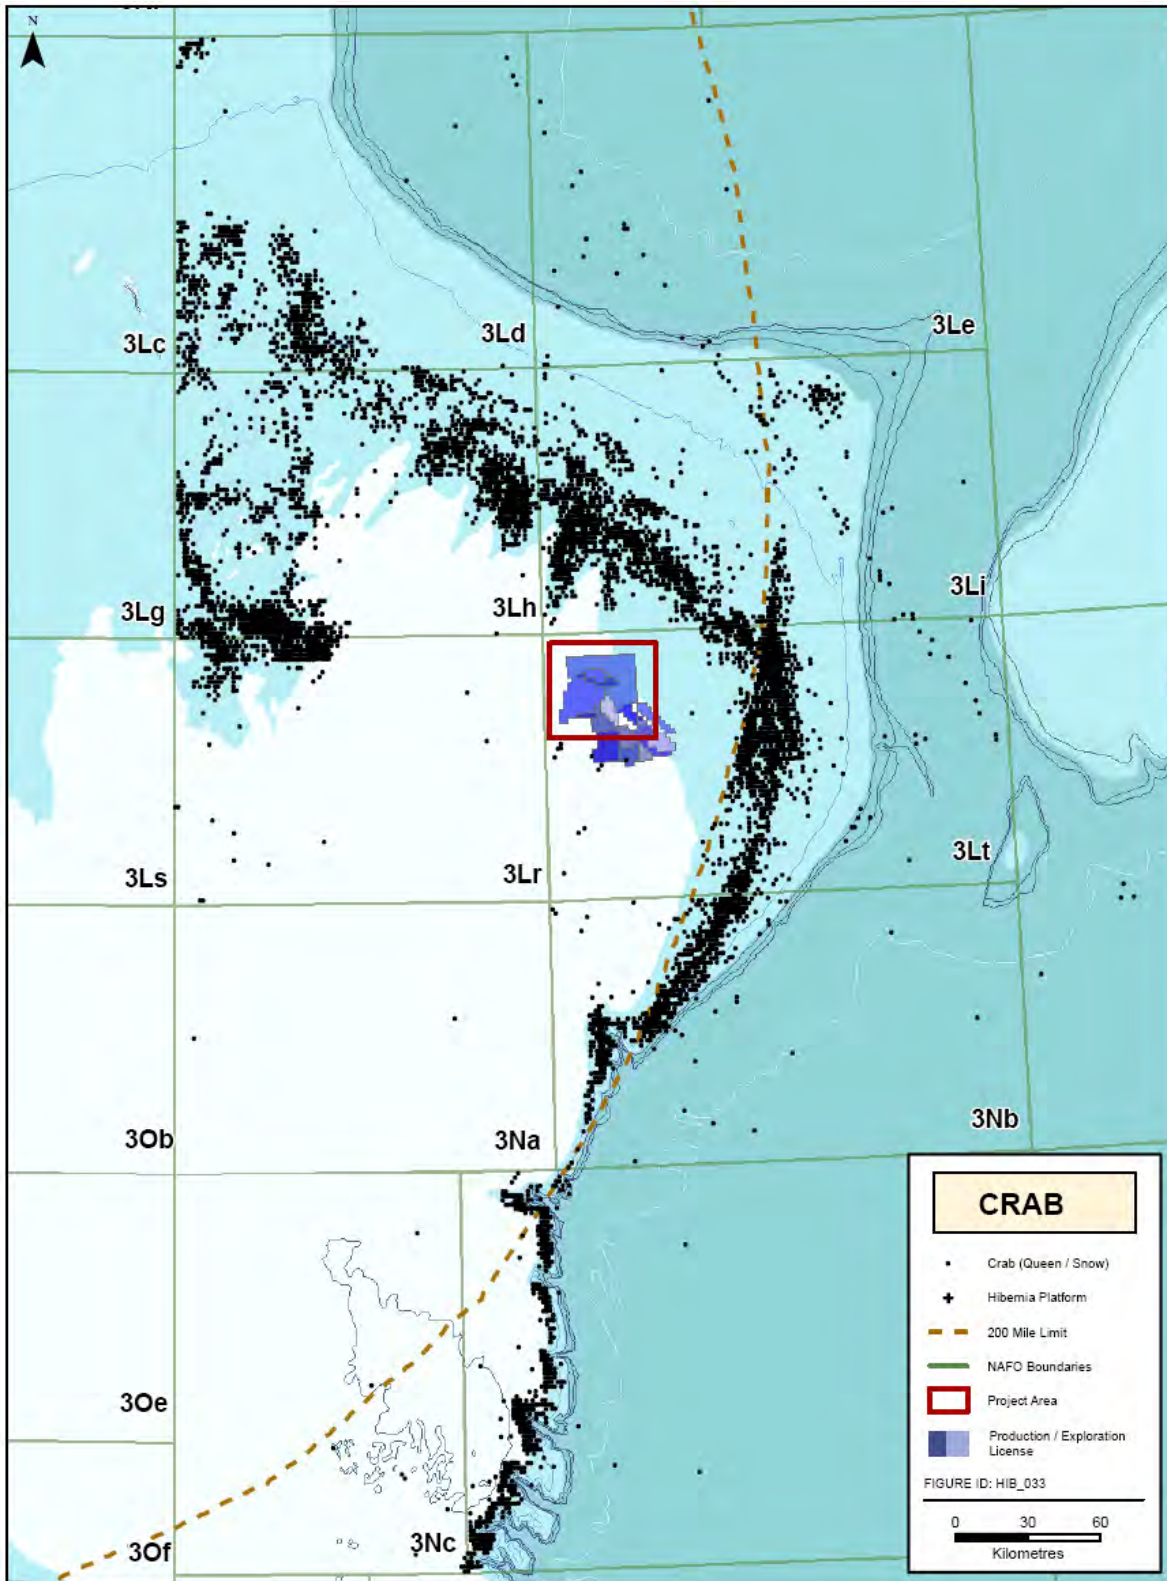 N
3Lc
3Ld
3Le
3Lg
3Lh
3Li
3Ls
3Lr
3Lt
3Ob
3Na
3Nb
3Oe
3Of
3Nc
CRAB
Crab (Queen / Snow)
Hibernia Platform
200 Mile Limit
NAFO Boundaries
Project Area
Production / Exploration
License
FIGURE ID: HIB_033
0 30 60
Kilometres